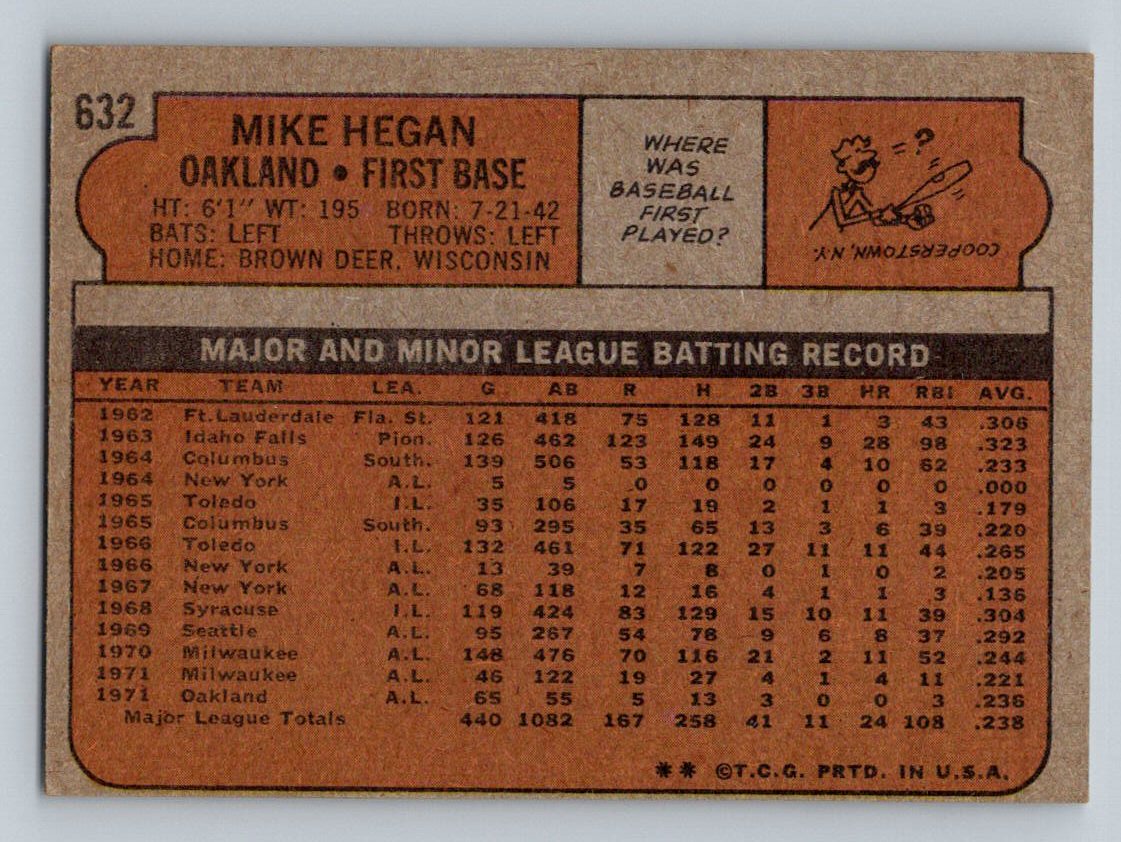 632
MIKE HEGAN
OAKLAND • FIRST BASE
HT: 6'1" WT: 195 BORN: 7-21-42
BATS: LEFT THROWS: LEFT
HOME: BROWN DEER, WISCONSIN
WHERE
WAS
BASEBALL
FIRST
PLAYED?
= ?
COOPERSTOWN, N.Y.
MAJOR AND MINOR LEAGUE BATTING RECORD
YEAR TEAM LEA. G AB R H 2B 3B HR RBI AVG.
1962 Ft.Lauderdale Fla. St. 121 418 75 128 11 1 3 43 .306
1963 Idaho Falls Pion. 126 462 123 149 24 9 28 98 .323
1964 Columbus South. 139 506 53 118 17 4 10 62 .233
1964 New York A.L. 5 5 0 0 0 0 0 0 .000
1965 Toledo I.L. 35 106 17 19 2 1 1 3 .179
1965 Columbus South. 93 295 35 65 13 3 6 39 .220
1966 Toledo I.L. 132 461 71 122 27 11 11 44 .265
1966 New York A.L. 13 39 7 8 0 1 0 2 .205
1967 New York A.L. 68 118 12 16 4 1 1 3 .136
1968 Syracuse I.L. 119 424 83 129 15 10 11 39 .304
1969 Seattle A.L. 95 267 54 78 9 6 8 37 .292
1970 Milwaukee A.L. 148 476 70 116 21 2 11 52 .244
1971 Milwaukee A.L. 46 122 19 27 4 1 4 11 .221
1971 Oakland A.L. 65 55 5 13 3 0 0 3 .236
Major League Totals 440 1082 167 258 41 11 24 108 .238
** ©T.C.G. PRTD. IN U.S.A.